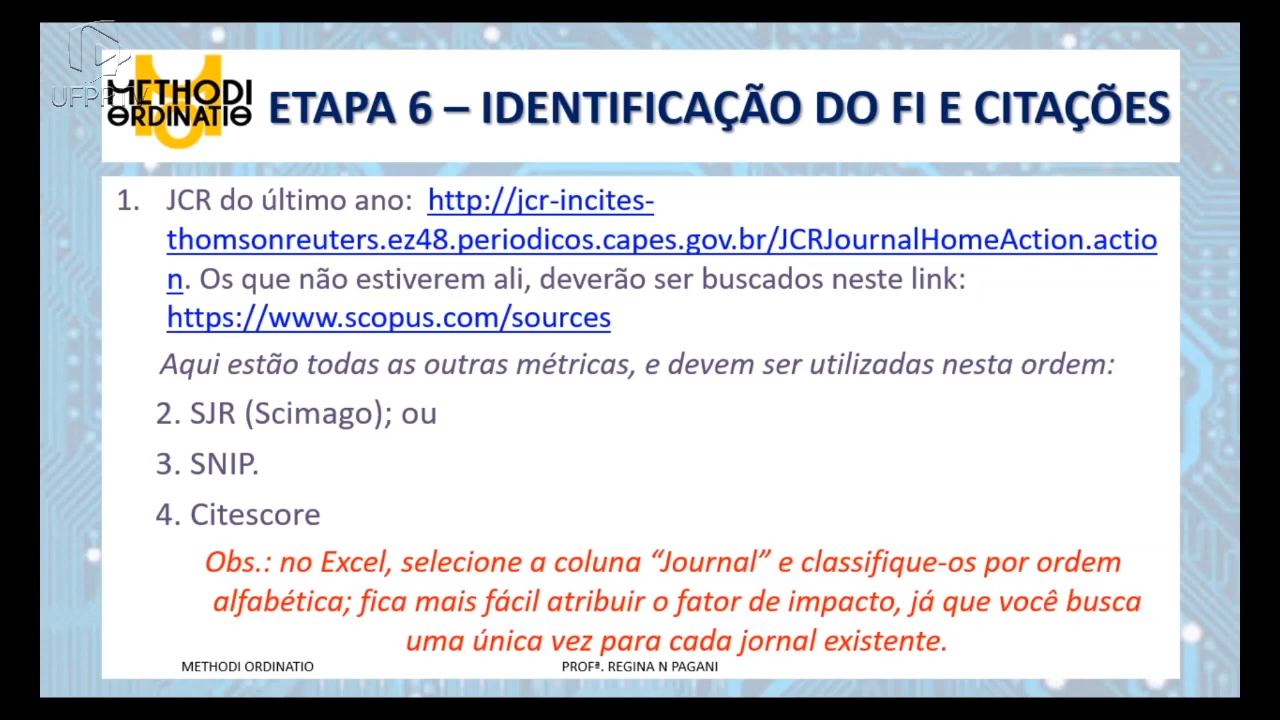 UFPRTV
METHODI
ORDINATIO
ETAPA 6 – IDENTIFICAÇÃO DO FI E CITAÇÕES
1. JCR do último ano: http://jcr-incites-
thomsonreuters.ez48.periodicos.capes.gov.br/JCRJournalHomeAction.actio
n. Os que não estiverem ali, deverão ser buscados neste link:
https://www.scopus.com/sources
Aqui estão todas as outras métricas, e devem ser utilizadas nesta ordem:
2. SJR (Scimago); ou
3. SNIP.
4. Citescore
Obs.: no Excel, selecione a coluna “Journal” e classifique-os por ordem
alfabética; fica mais fácil atribuir o fator de impacto, já que você busca
uma única vez para cada jornal existente.
METHODI ORDINATIO
PROFª. REGINA N PAGANI